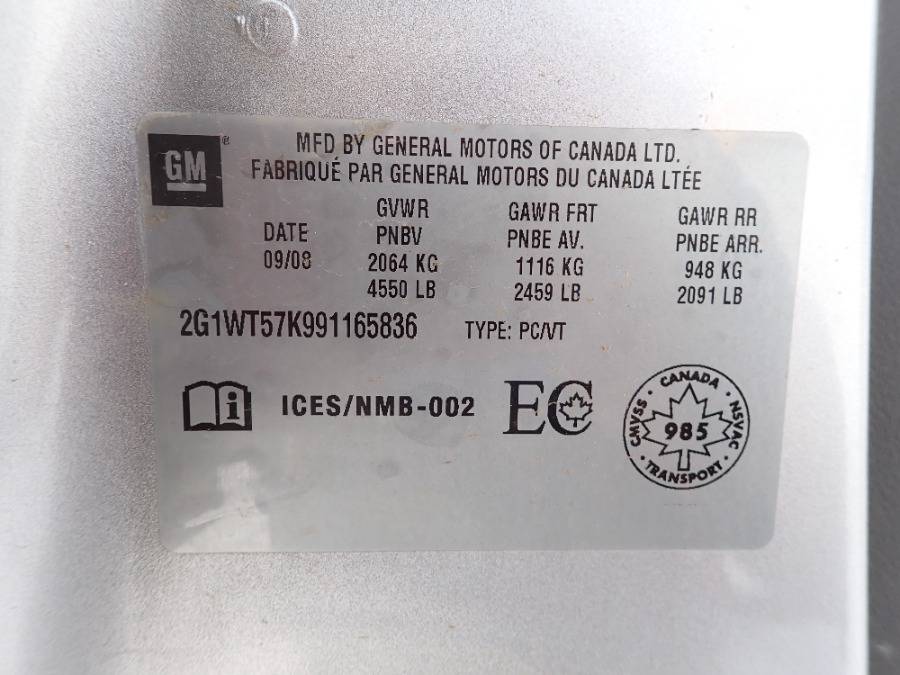 GM®
MFD BY GENERAL MOTORS OF CANADA LTD.
FABRIQUÉ PAR GENERAL MOTORS DU CANADA LTÉE
GVWR GAWR FRT GAWR RR
DATE PNBV PNBE AV. PNBE ARR.
09/08 2064 KG 1116 KG 948 KG
4550 LB 2459 LB 2091 LB
2G1WT57K991165836 TYPE: PC/VT
i ICES/NMB-002 EC
CANADA
CMVSS 985 NSVAC
TRANSPORT